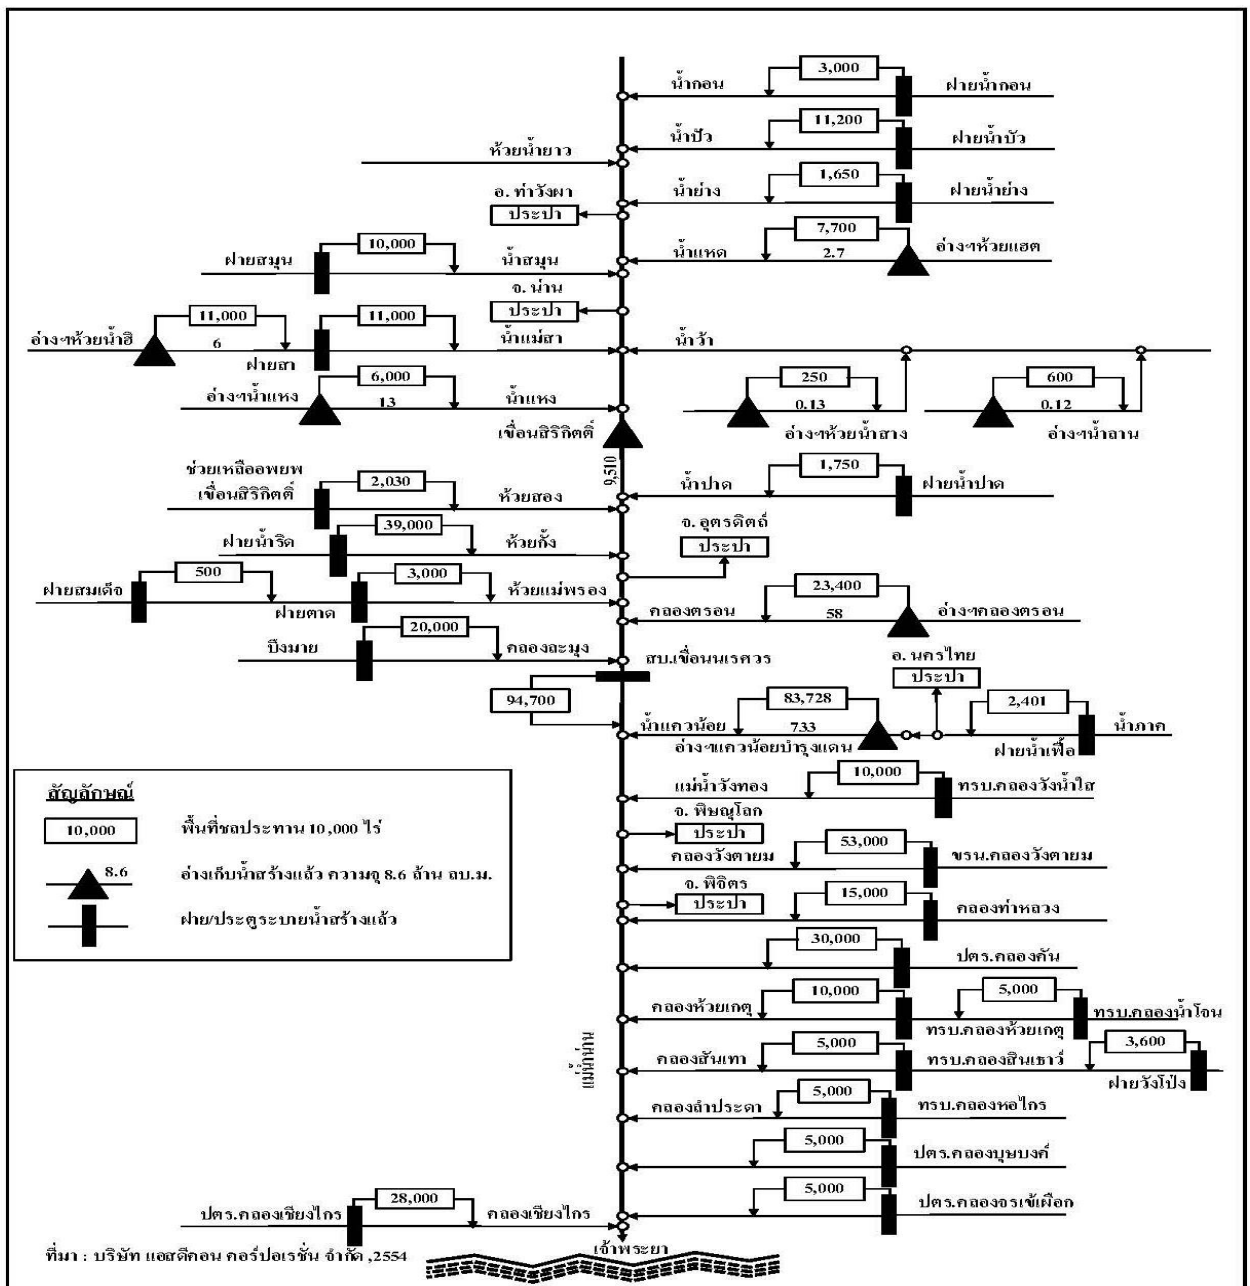 3,000
น้ำกอน
ฝายน้ำกอน
11,200
น้ำปัว
ฝายน้ำบัว
ห้วยน้ำยาว
1,650
น้ำย่าง
ฝายน้ำย่าง
อ. ท่าวังผา
ประปา
7,700
น้ำแหด
2.7
อ่างฯห้วยแฮต
10,000
ฝายสมุน
น้ำสมุน
จ. น่าน
ประปา
11,000
11,000
อ่างฯห้วยน้ำฮิ
6
ฝายสา
น้ำแม่สา
น้ำว้า
6,000
250
600
อ่างฯน้ำแหง
13
น้ำแหง
0.13
0.12
อ่างฯห้วยน้ำสาง
อ่างฯน้ำลาน
เขื่อนสิริกิตติ์
9,510
ช่วยเหลืออพยพ
เขื่อนสิริกิตติ์
2,030
ห้วยสอง
1,750
น้ำปาด
ฝายน้ำปาด
39,000
ฝายน้ำริด
ห้วยกั้ง
จ. อุตรดิตถ์
ประปา
500
3,000
ฝายสมเด็จ
ฝายตาด
ห้วยแม่พรอง
23,400
คลองตรอน
58
อ่างฯคลองตรอน
20,000
บึงมาย
คลองละมุง
สบ.เขื่อนนเรศวร
94,700
อ. นครไทย
ประปา
83,728
2,401
น้ำแควน้อย
733
อ่างฯแควน้อยบำรุงแดน
ฝายน้ำเฟื้อ
น้ำภาค
10,000
แม่น้ำวังทอง
ทรบ.คลองวังน้ำใส
จ. พิษณุโลก
ประปา
53,000
คลองวังตายม
ขรน.คลองวังตายม
จ. พิจิตร
ประปา
15,000
คลองท่าหลวง
30,000
ปตร.คลองคัน
10,000
5,000
คลองห้วยเกตุ
ทรบ.คลองห้วยเกตุ
ทรบ.คลองน้ำโจน
5,000
3,600
คลองสันเทา
ทรบ.คลองสินเธาว์
ฝายวังโป่ง
แม่น้ำน่าน
5,000
คลองลำประดา
ทรบ.คลองหอไกร
5,000
ปตร.คลองบุษบงค์
5,000
ปตร.คลองจรเข้เผือก
28,000
ปตร.คลองเชียงไกร
คลองเชียงไกร
เจ้าพระยา
สัญลักษณ์
10,000
พื้นที่ชลประทาน 10,000 ไร่
8.6
อ่างเก็บน้ำสร้างแล้ว ความจุ 8.6 ล้าน ลบ.ม.
ฝาย/ประตูระบายน้ำสร้างแล้ว
ที่มา : บริษัท แอสดีคอน คอร์ปอเรชั่น จำกัด ,2554